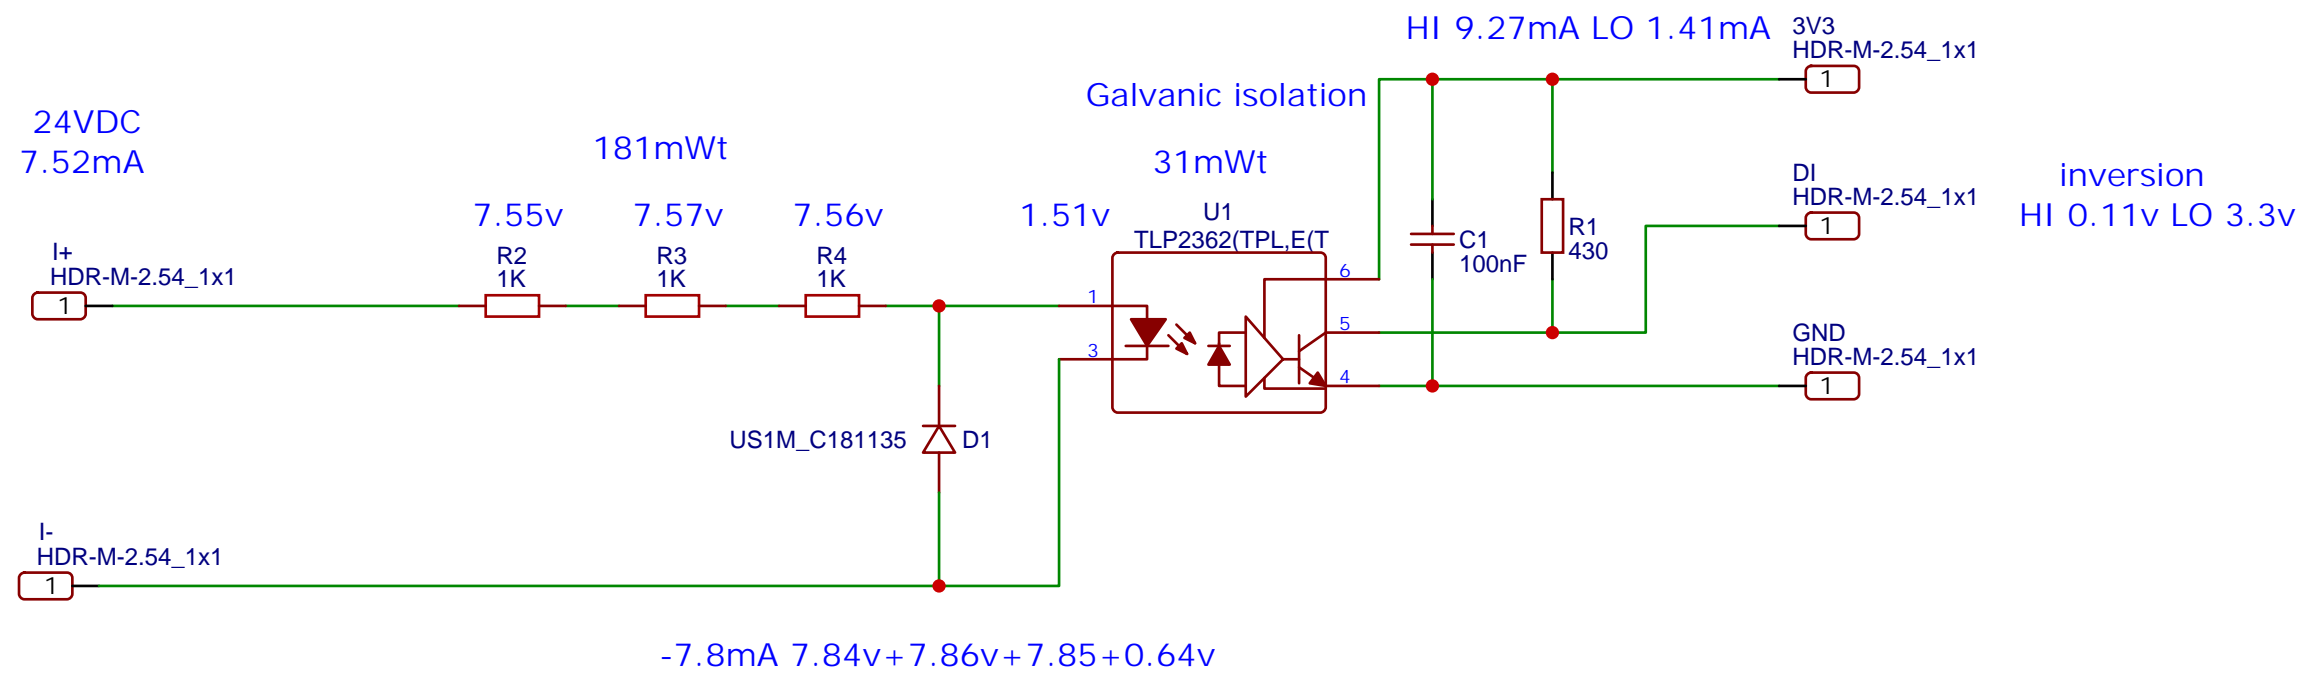 HI 9.27mA LO 1.41mA
3V3
HDR-M-2.54_1x1
1
Galvanic isolation
24VDC
7.52mA
181mWt
31mWt
DI
HDR-M-2.54_1x1
1
inversion
HI 0.11v LO 3.3v
7.55v
7.57v
7.56v
1.51v
U1
TLP2362(TPL,E(T
I+
HDR-M-2.54_1x1
1
R2
1K
R3
1K
R4
1K
1
3
6
5
4
C1
100nF
R1
430
GND
HDR-M-2.54_1x1
1
US1M_C181135
D1
I-
HDR-M-2.54_1x1
1
-7.8mA 7.84v+7.86v+7.85+0.64v